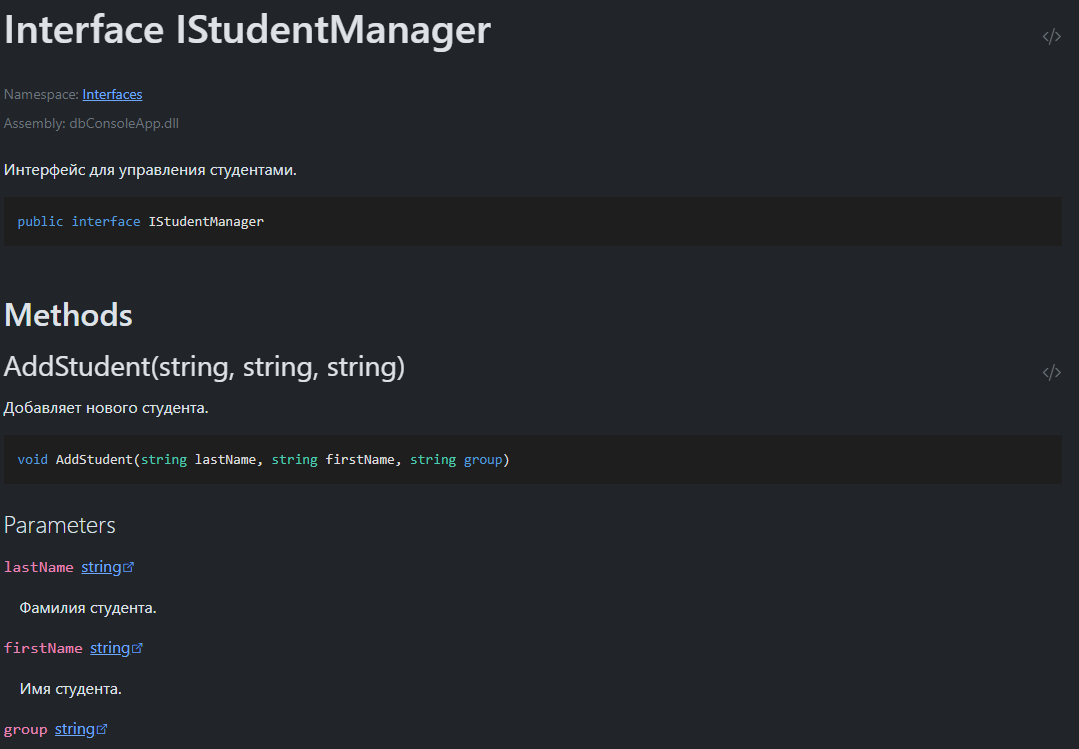 Interface IStudentManager
Namespace: Interfaces
Assembly: dbConsoleApp.dll
Интерфейс для управления студентами.
public interface IStudentManager
Methods
AddStudent(string, string, string)
Добавляет нового студента.
void AddStudent(string lastName, string firstName, string group)
Parameters
lastName string
Фамилия студента.
firstName string
Имя студента.
group string